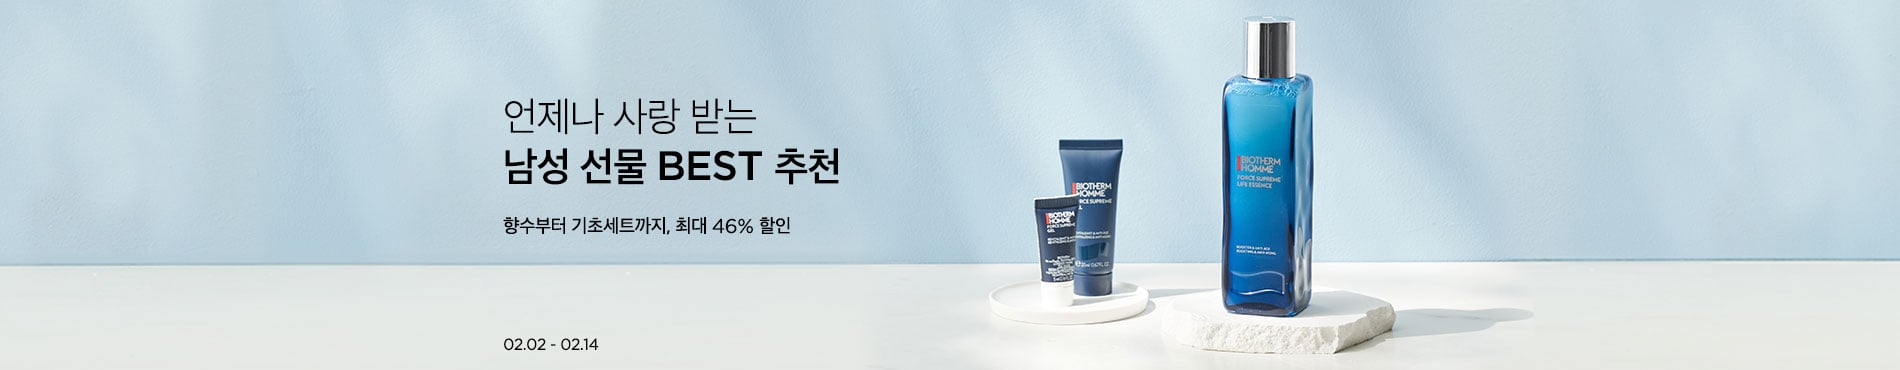 언제나 사랑 받는
남성 선물 BEST 추천
향수부터 기초세트까지, 최대 46% 할인
02.02 - 02.14
BIOTHERM
HOMME
FORCE SUPREME
GEL
BIOTHERM
HOMME
FORCE SUPREME
BIOTHERM
HOMME
FORCE SUPREME
LIFE ESSENCE